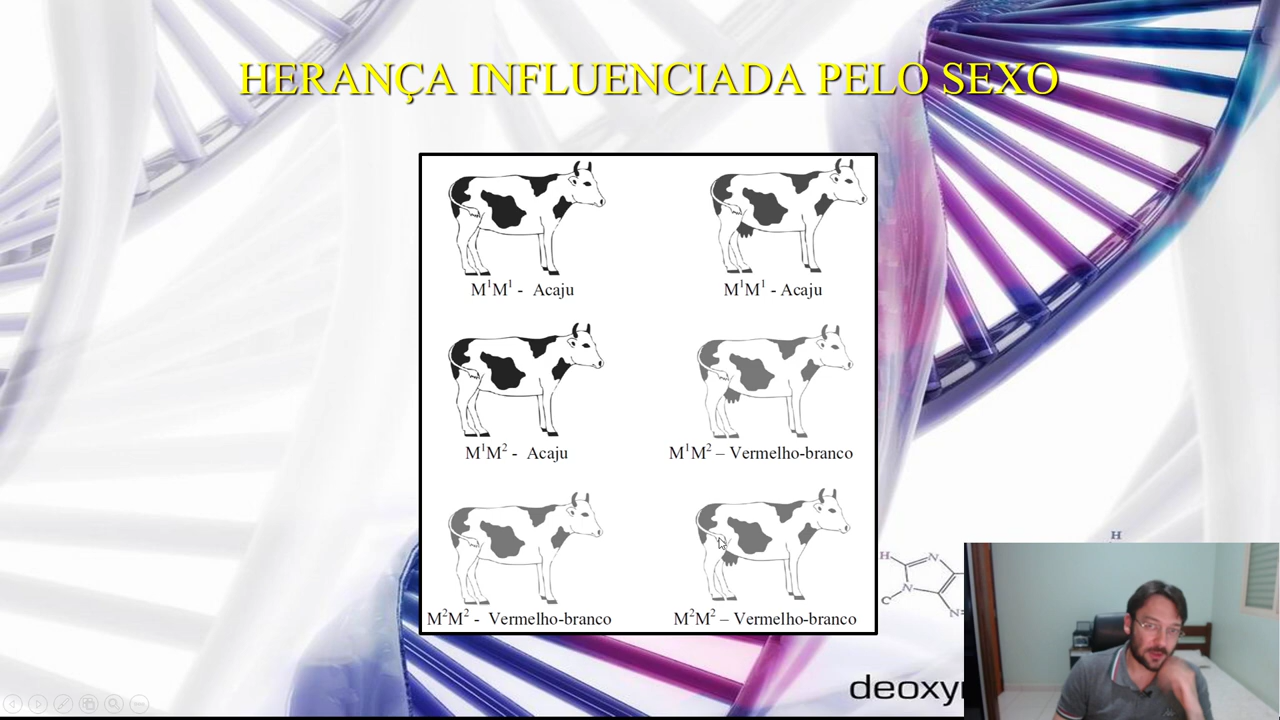 HERANÇA INFLUENCIADA PELO SEXO
M¹M¹ - Acaju
M¹M¹ - Acaju
M¹M² - Acaju
M¹M² – Vermelho-branco
M²M² - Vermelho-branco
M²M² – Vermelho-branco
H
H
N
N
C
N
deoxy